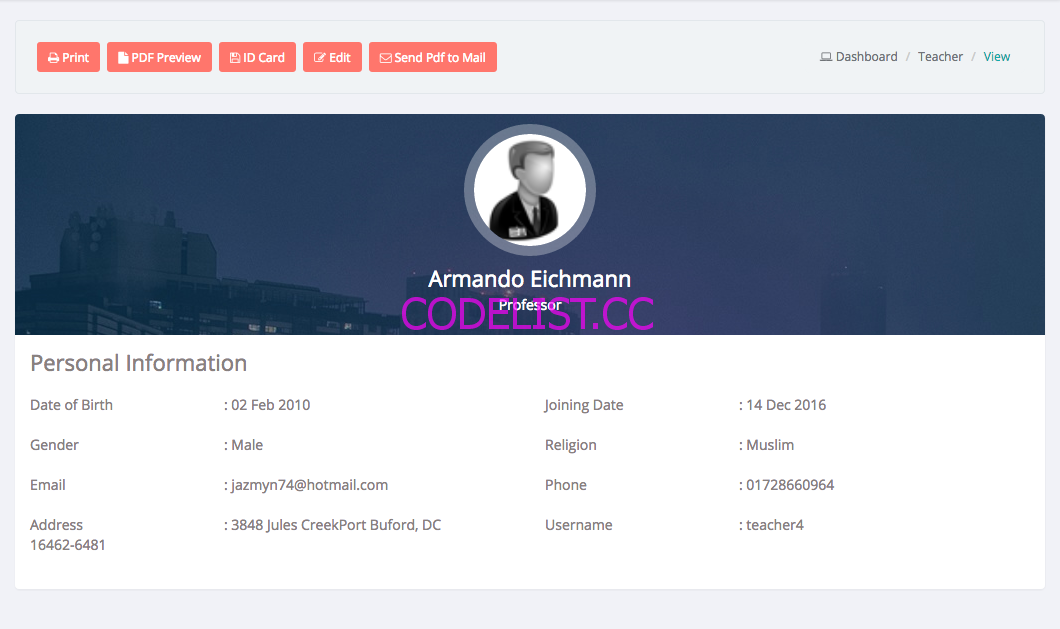 Print PDF Preview ID Card Edit Send Pdf to Mail Dashboard / Teacher / View
Armando Eichmann
Professor
CODELIST.CC
Personal Information
Date of Birth : 02 Feb 2010 Joining Date : 14 Dec 2016
Gender : Male Religion : Muslim
Email : jazmyn74@hotmail.com Phone : 01728660964
Address : 3848 Jules CreekPort Buford, DC Username : teacher4
16462-6481